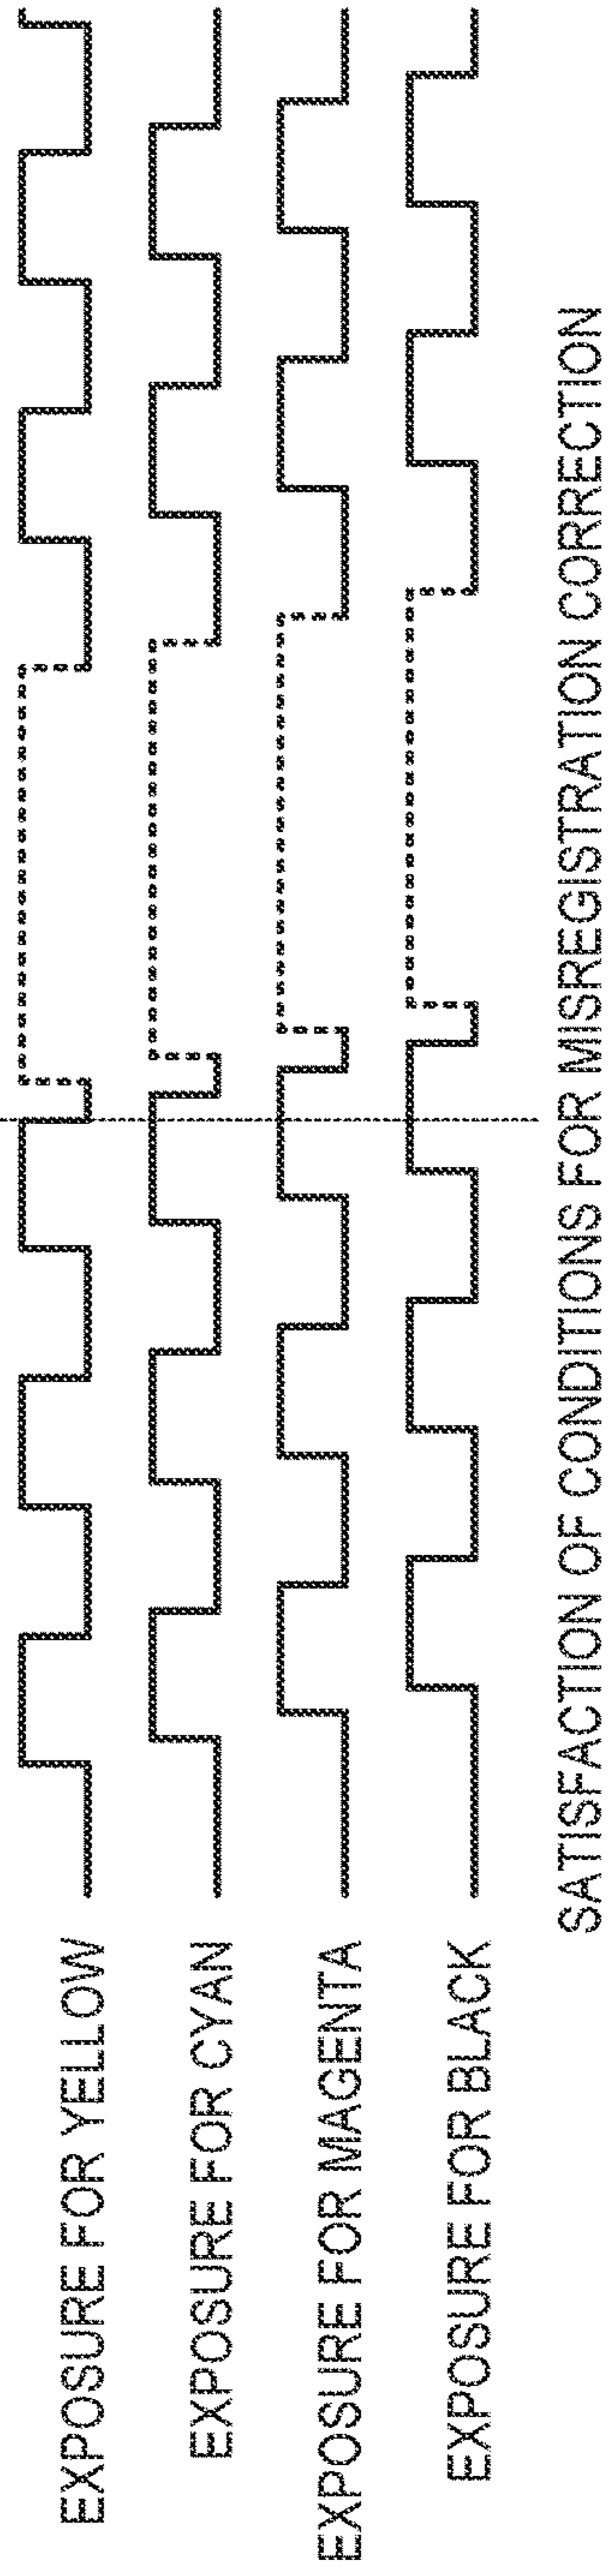 EXPOSURE FOR YELLOW
EXPOSURE FOR CYAN
EXPOSURE FOR MAGENTA
EXPOSURE FOR BLACK
SATISFACTION OF CONDITIONS FOR MISREGISTRATION CORRECTION